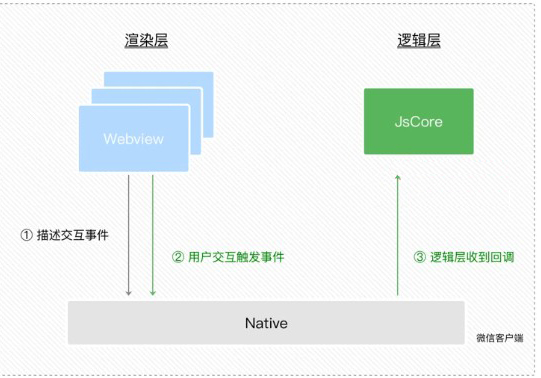 渲染层
逻辑层
Webview
JsCore
① 描述交互事件
② 用户交互触发事件
③ 逻辑层收到回调
Native
微信客户端